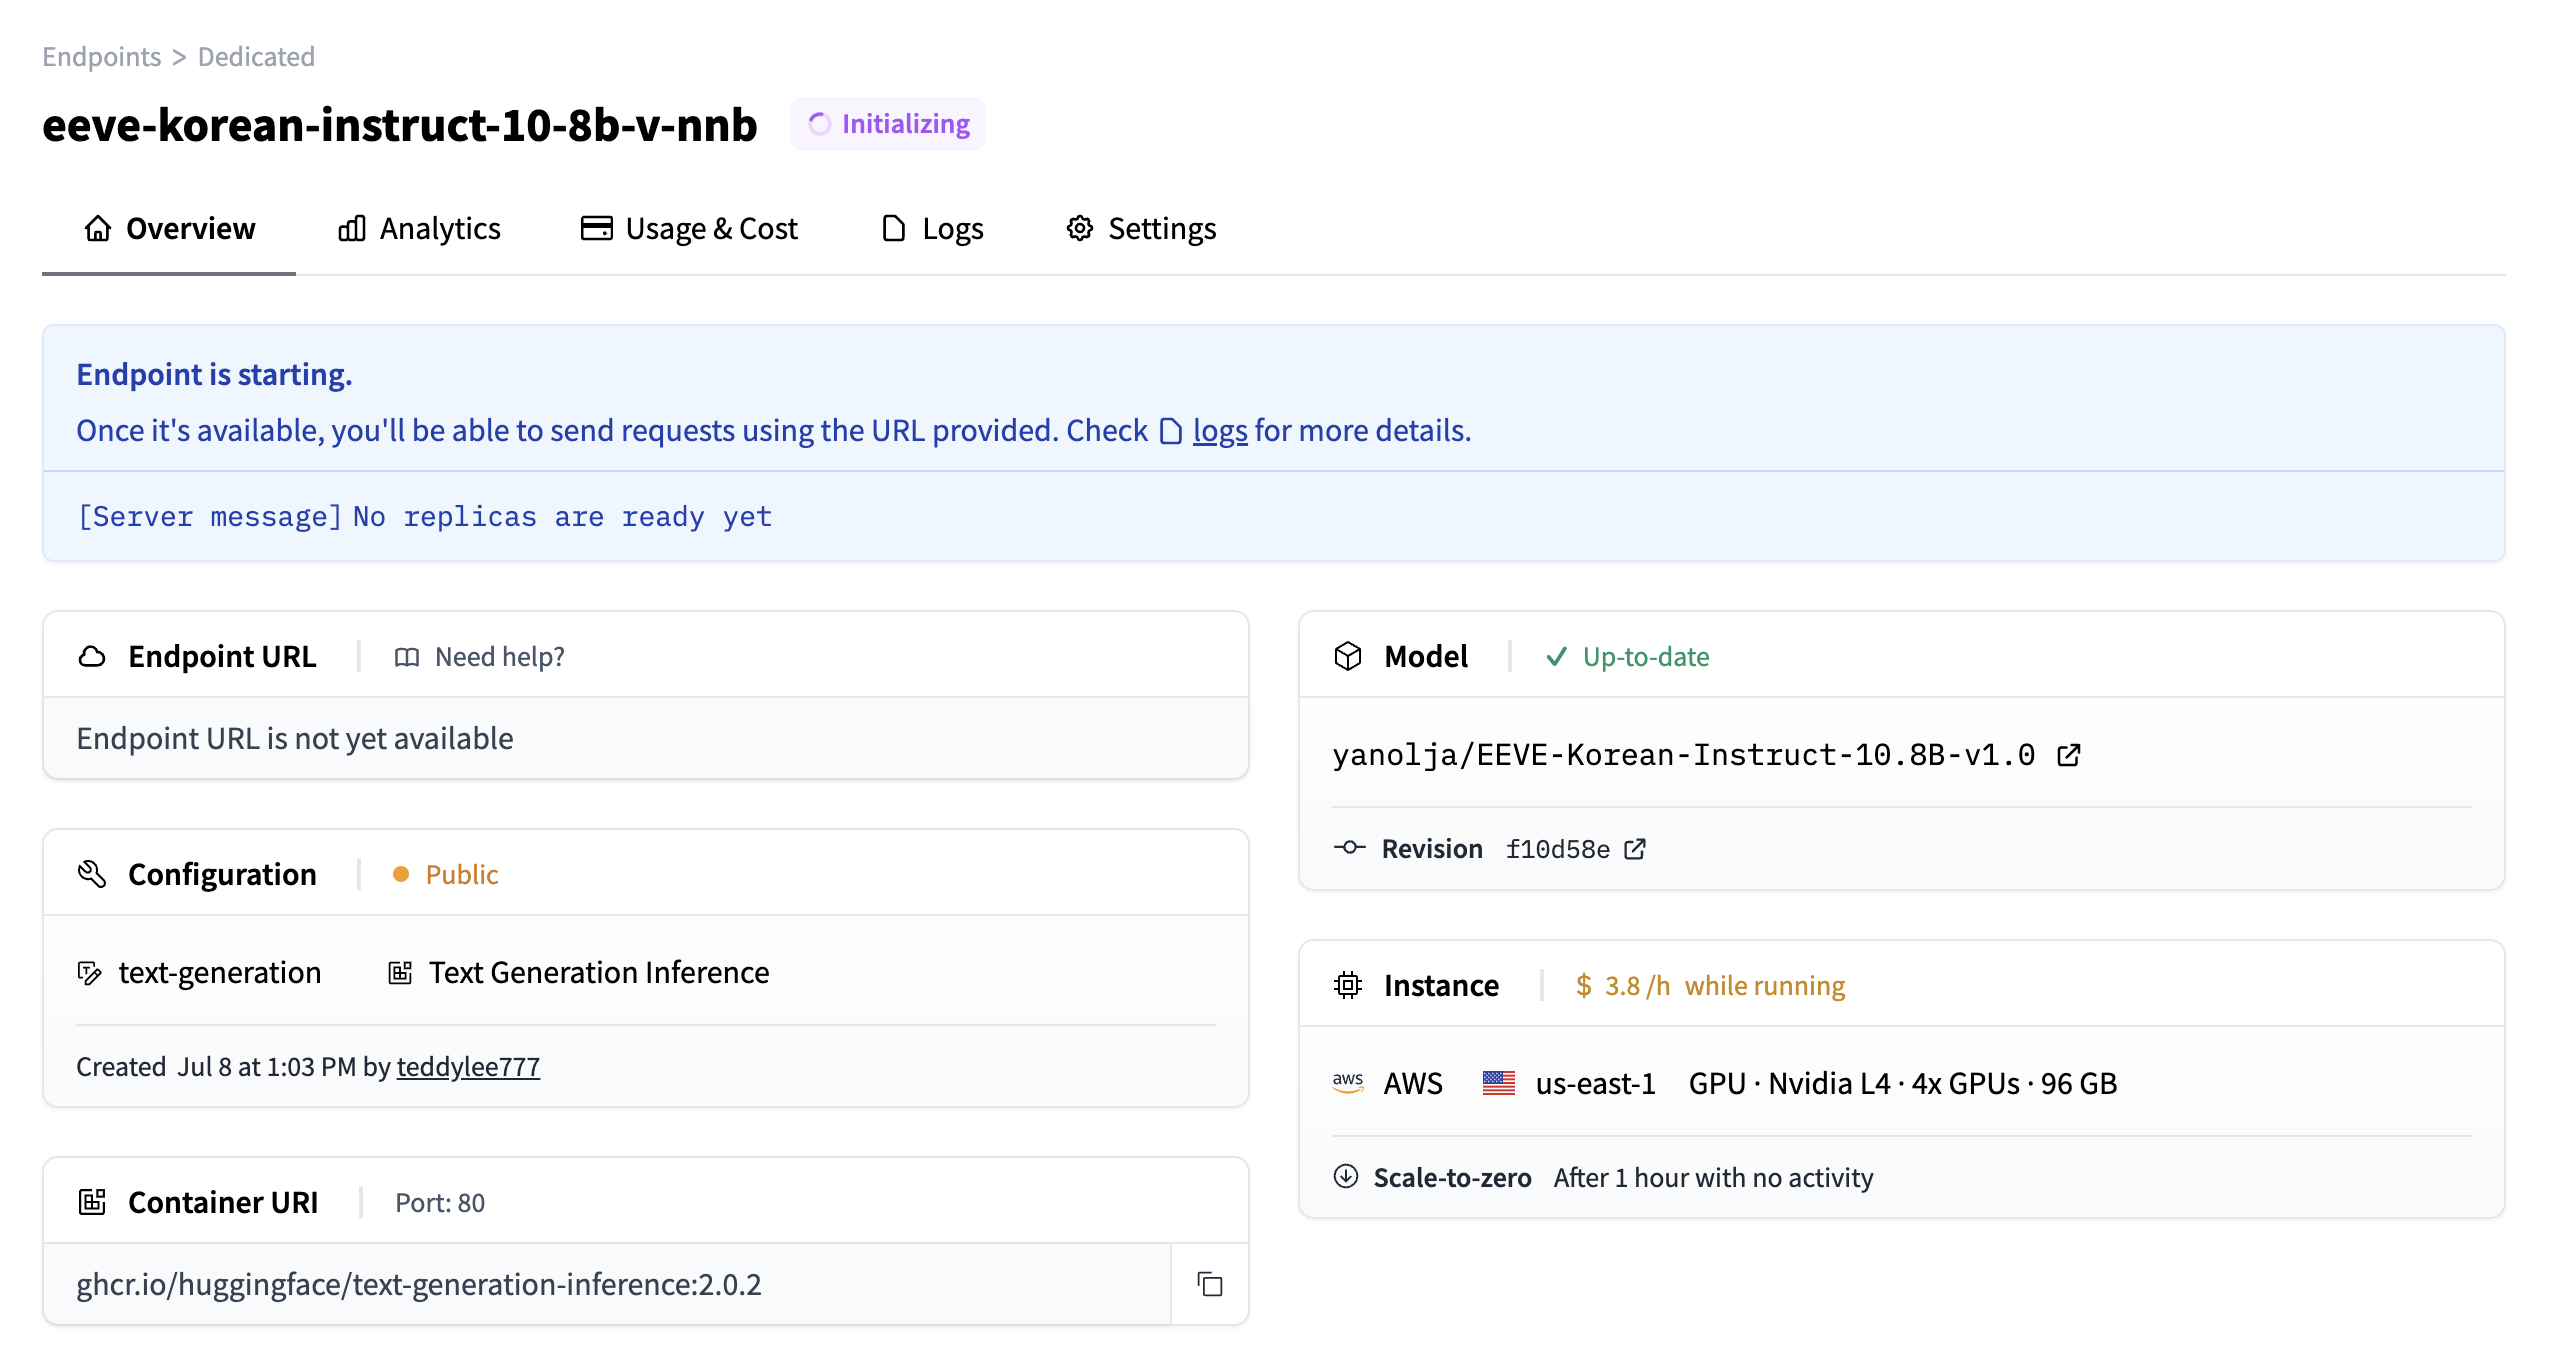 Endpoints > Dedicated
eeve-korean-instruct-10-8b-v-nnb Initializing
Overview Analytics Usage & Cost Logs Settings
Endpoint is starting.
Once it's available, you'll be able to send requests using the URL provided. Check logs for more details.
[Server message] No replicas are ready yet
Endpoint URL Need help?
Endpoint URL is not yet available
Configuration Public
text-generation Text Generation Inference
Created Jul 8 at 1:03 PM by teddylee777
Container URI Port: 80
ghcr.io/huggingface/text-generation-inference:2.0.2
Model Up-to-date
yanolja/EEVE-Korean-Instruct-10.8B-v1.0
Revision f10d58e
Instance $ 3.8 /h while running
aws AWS us-east-1 GPU · Nvidia L4 · 4x GPUs · 96 GB
Scale-to-zero After 1 hour with no activity